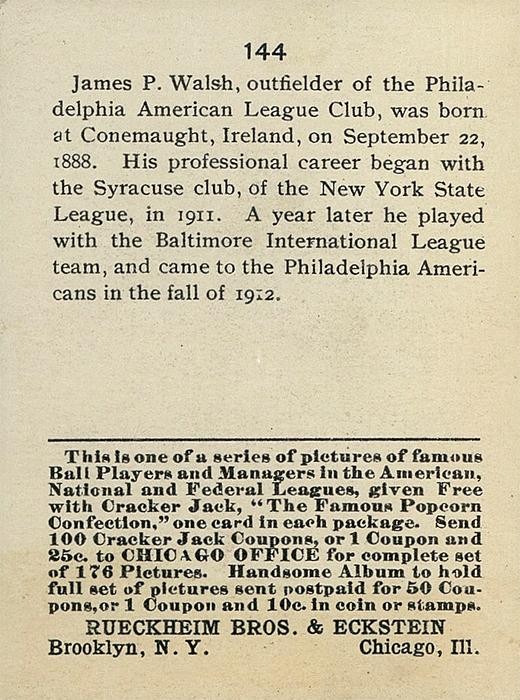 144
James P. Walsh, outfielder of the Phila-
delphia American League Club, was born
at Conemaught, Ireland, on September 22,
1888. His professional career began with
the Syracuse club, of the New York State
League, in 1911. A year later he played
with the Baltimore International League
team, and came to the Philadelphia Ameri-
cans in the fall of 1912.
This is one of a series of pictures of famous
Ball Players and Managers in the American,
National and Federal Leagues, given Free
with Cracker Jack, "The Famous Popcorn
Confection," one card in each package. Send
100 Cracker Jack Coupons, or 1 Coupon and
25c. to CHICAGO OFFICE for complete set
of 176 Pictures. Handsome Album to hold
full set of pictures sent postpaid for 50 Cou-
pons, or 1 Coupon and 10c. in coin or stamps.
RUECKHEIM BROS. & ECKSTEIN
Brooklyn, N. Y. Chicago, Ill.